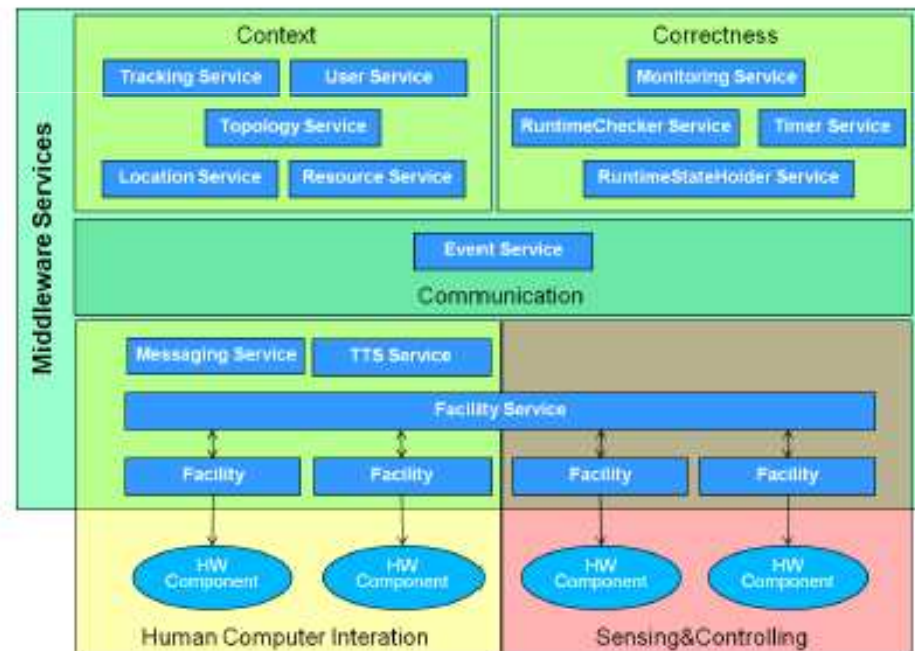 Middleware Services
Context
Tracking Service
User Service
Topology Service
Location Service
Resource Service
Correctness
Monitoring Service
RuntimeChecker Service
Timer Service
RuntimeStateHolder Service
Event Service
Communication
Messaging Service
TTS Service
Facility Service
Facility
Facility
Facility
Facility
HW
Component
HW
Component
HW
Component
HW
Component
Human Computer Interation
Sensing&Controlling